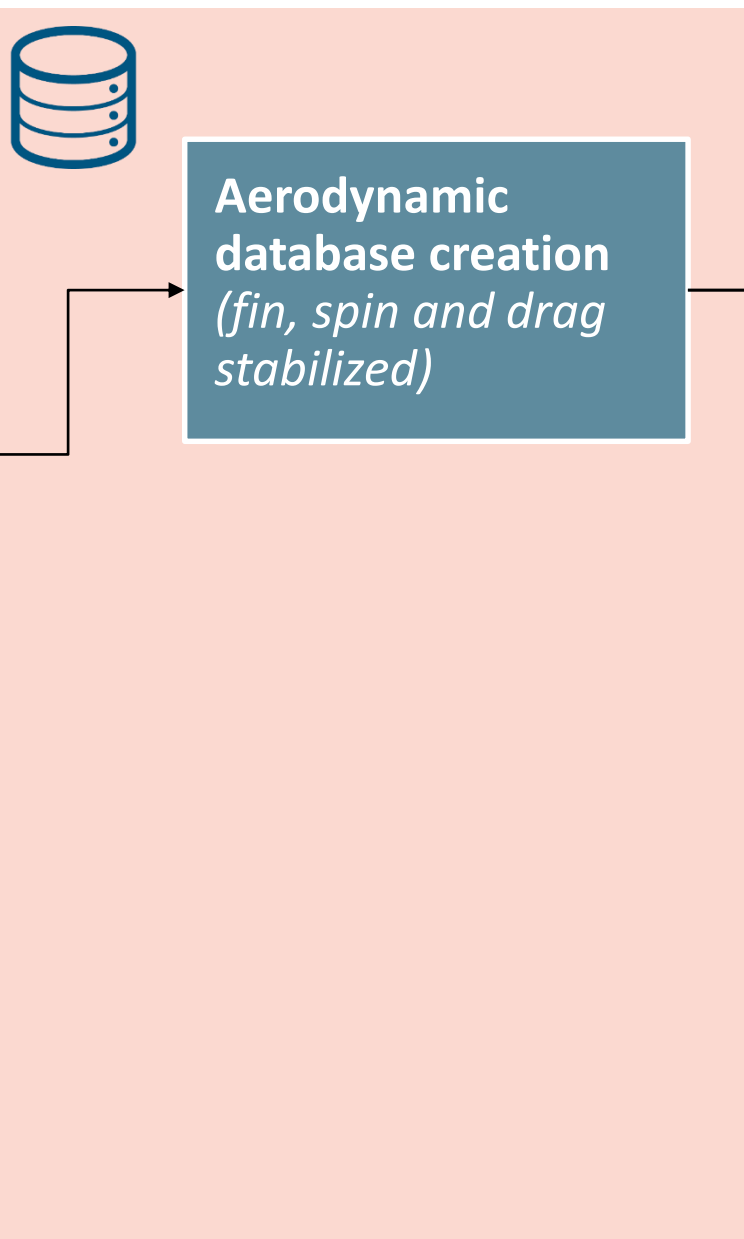 Aerodynamic
database creation
(fin, spin and drag
stabilized)